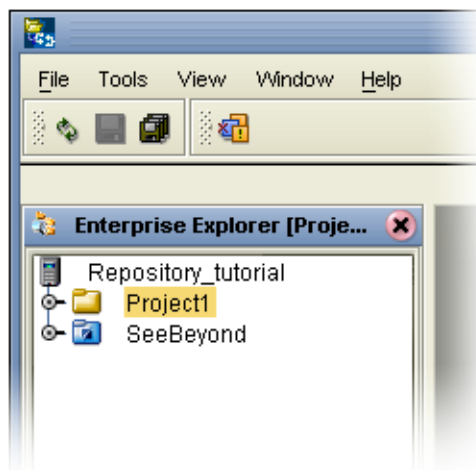 File Tools View Window Help
Enterprise Explorer [Proje...
Repository_tutorial
Project1
SeeBeyond